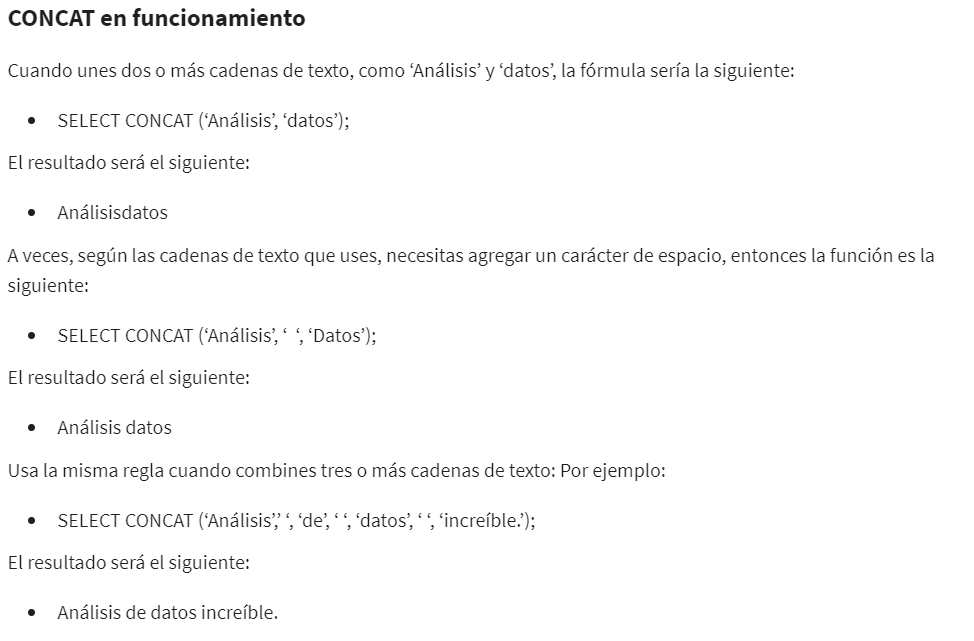 CONCAT en funcionamiento
Cuando unes dos o más cadenas de texto, como ‘Análisis’ y ‘datos’, la fórmula sería la siguiente:
• SELECT CONCAT (‘Análisis’, ‘datos’);
El resultado será el siguiente:
• Análisisdatos
A veces, según las cadenas de texto que uses, necesitas agregar un carácter de espacio, entonces la función es la
siguiente:
• SELECT CONCAT (‘Análisis’, ‘  ‘, ‘Datos’);
El resultado será el siguiente:
• Análisis datos
Usa la misma regla cuando combines tres o más cadenas de texto: Por ejemplo:
• SELECT CONCAT (‘Análisis’,’ ‘, ‘de’, ‘ ‘, ‘datos’, ‘ ‘, ‘increíble.’);
El resultado será el siguiente:
• Análisis de datos increíble.